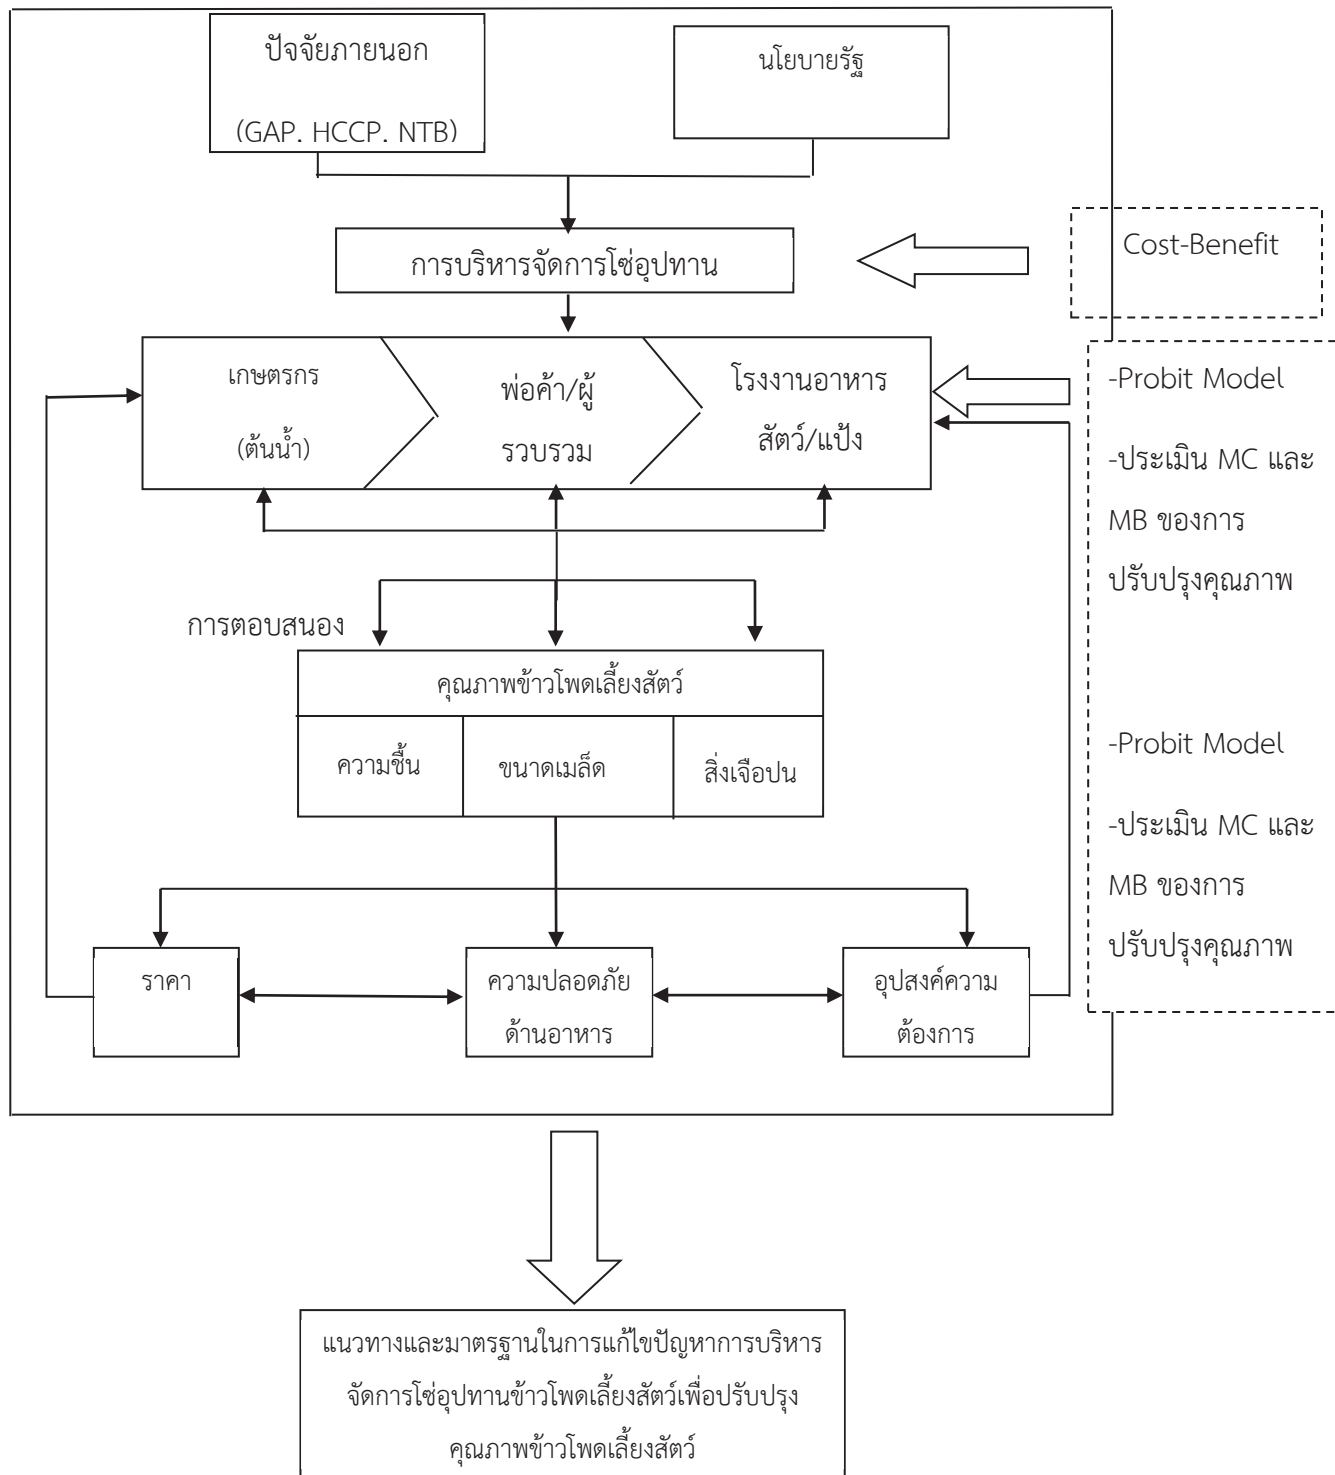 ปัจจัยภายนอก
(GAP. HCCP. NTB)
นโยบายรัฐ
การบริหารจัดการโซ่อุปทาน
Cost-Benefit
เกษตรกร
(ต้นน้ำ)
พ่อค้า/ผู้
รวบรวม
โรงงานอาหาร
สัตว์/แป้ง
-Probit Model
-ประเมิน MC และ
MB ของการ
ปรับปรุงคุณภาพ
การตอบสนอง
คุณภาพข้าวโพดเลี้ยงสัตว์
ความชื้น
ขนาดเมล็ด
สิ่งเจือปน
-Probit Model
-ประเมิน MC และ
MB ของการ
ปรับปรุงคุณภาพ
ราคา
ความปลอดภัย
ด้านอาหาร
อุปสงค์ความ
ต้องการ
แนวทางและมาตรฐานในการแก้ไขปัญหาการบริหาร
จัดการโซ่อุปทานข้าวโพดเลี้ยงสัตว์เพื่อปรับปรุง
คุณภาพข้าวโพดเลี้ยงสัตว์